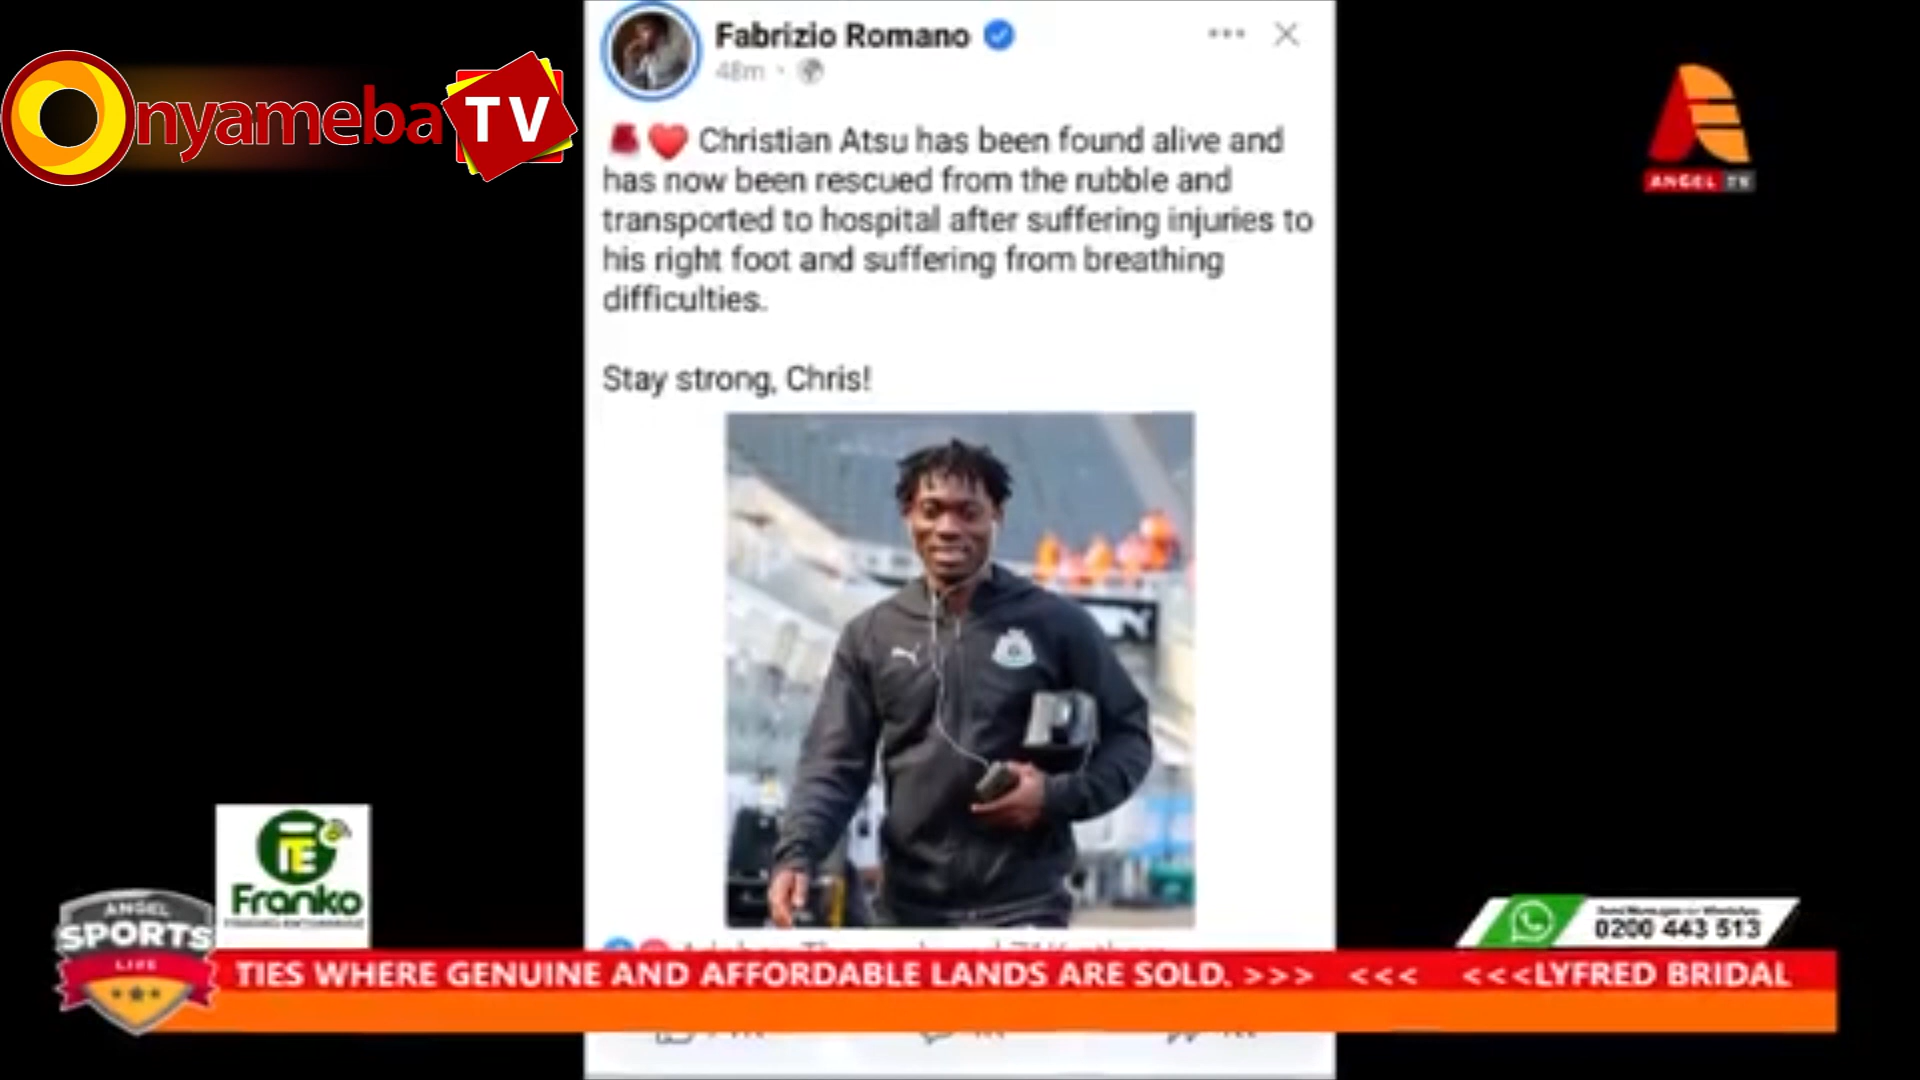 Fabrizio Romano
48m
Onyameba TV
Christian Atsu has been found alive and
has now been rescued from the rubble and
transported to hospital after suffering injuries to
his right foot and suffering from breathing
difficulties.
Stay strong, Chris!
ANGEL TV
Franko
ANGEL
SPORTS
LIVE
0200 443 513
TIES WHERE GENUINE AND AFFORDABLE LANDS ARE SOLD. >>> <<< <<<LYFRED BRIDAL